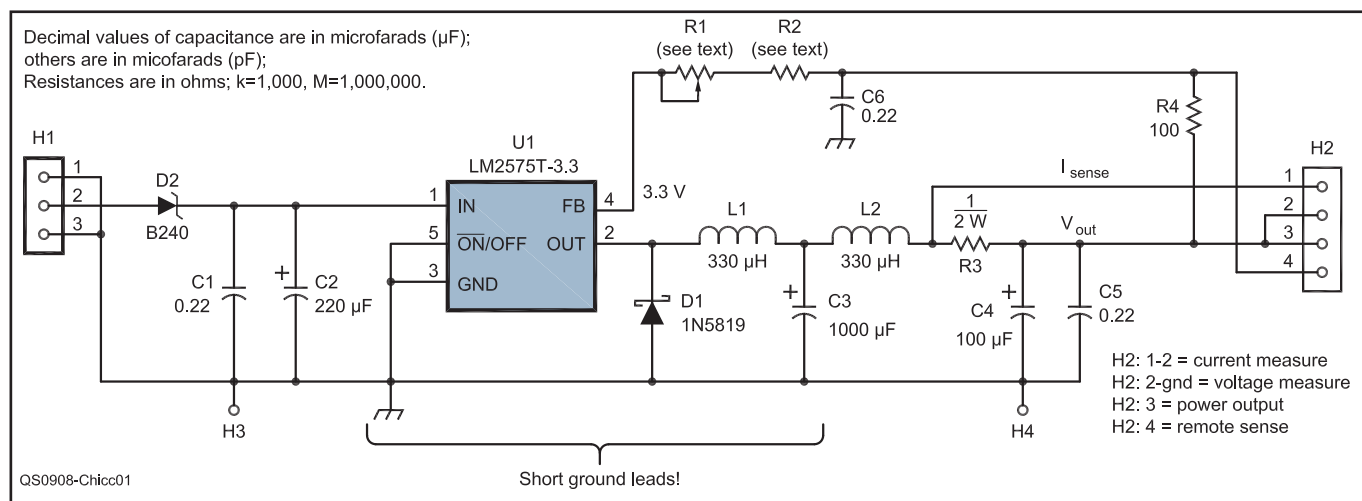 Decimal values of capacitance are in microfarads (µF);
others are in micofarads (pF);
Resistances are in ohms; k=1,000, M=1,000,000.
R1
(see text)
R2
(see text)
C6
0.22
R4
100
H1
1
2
3
D2
B240
U1
LM2575T-3.3
1
IN
FB
4
3.3 V
5
ON/OFF
OUT
2
3
GND
C1
0.22
+
C2
220 µF
L1
330 µH
L2
330 µH
I sense
1
2 W
R3
V out
H2
1
2
3
4
D1
1N5819
+
C3
1000 µF
+
C4
100 µF
C5
0.22
H2: 1-2 = current measure
H2: 2-gnd = voltage measure
H2: 3 = power output
H2: 4 = remote sense
H3
H4
Short ground leads!
QS0908-Chicc01